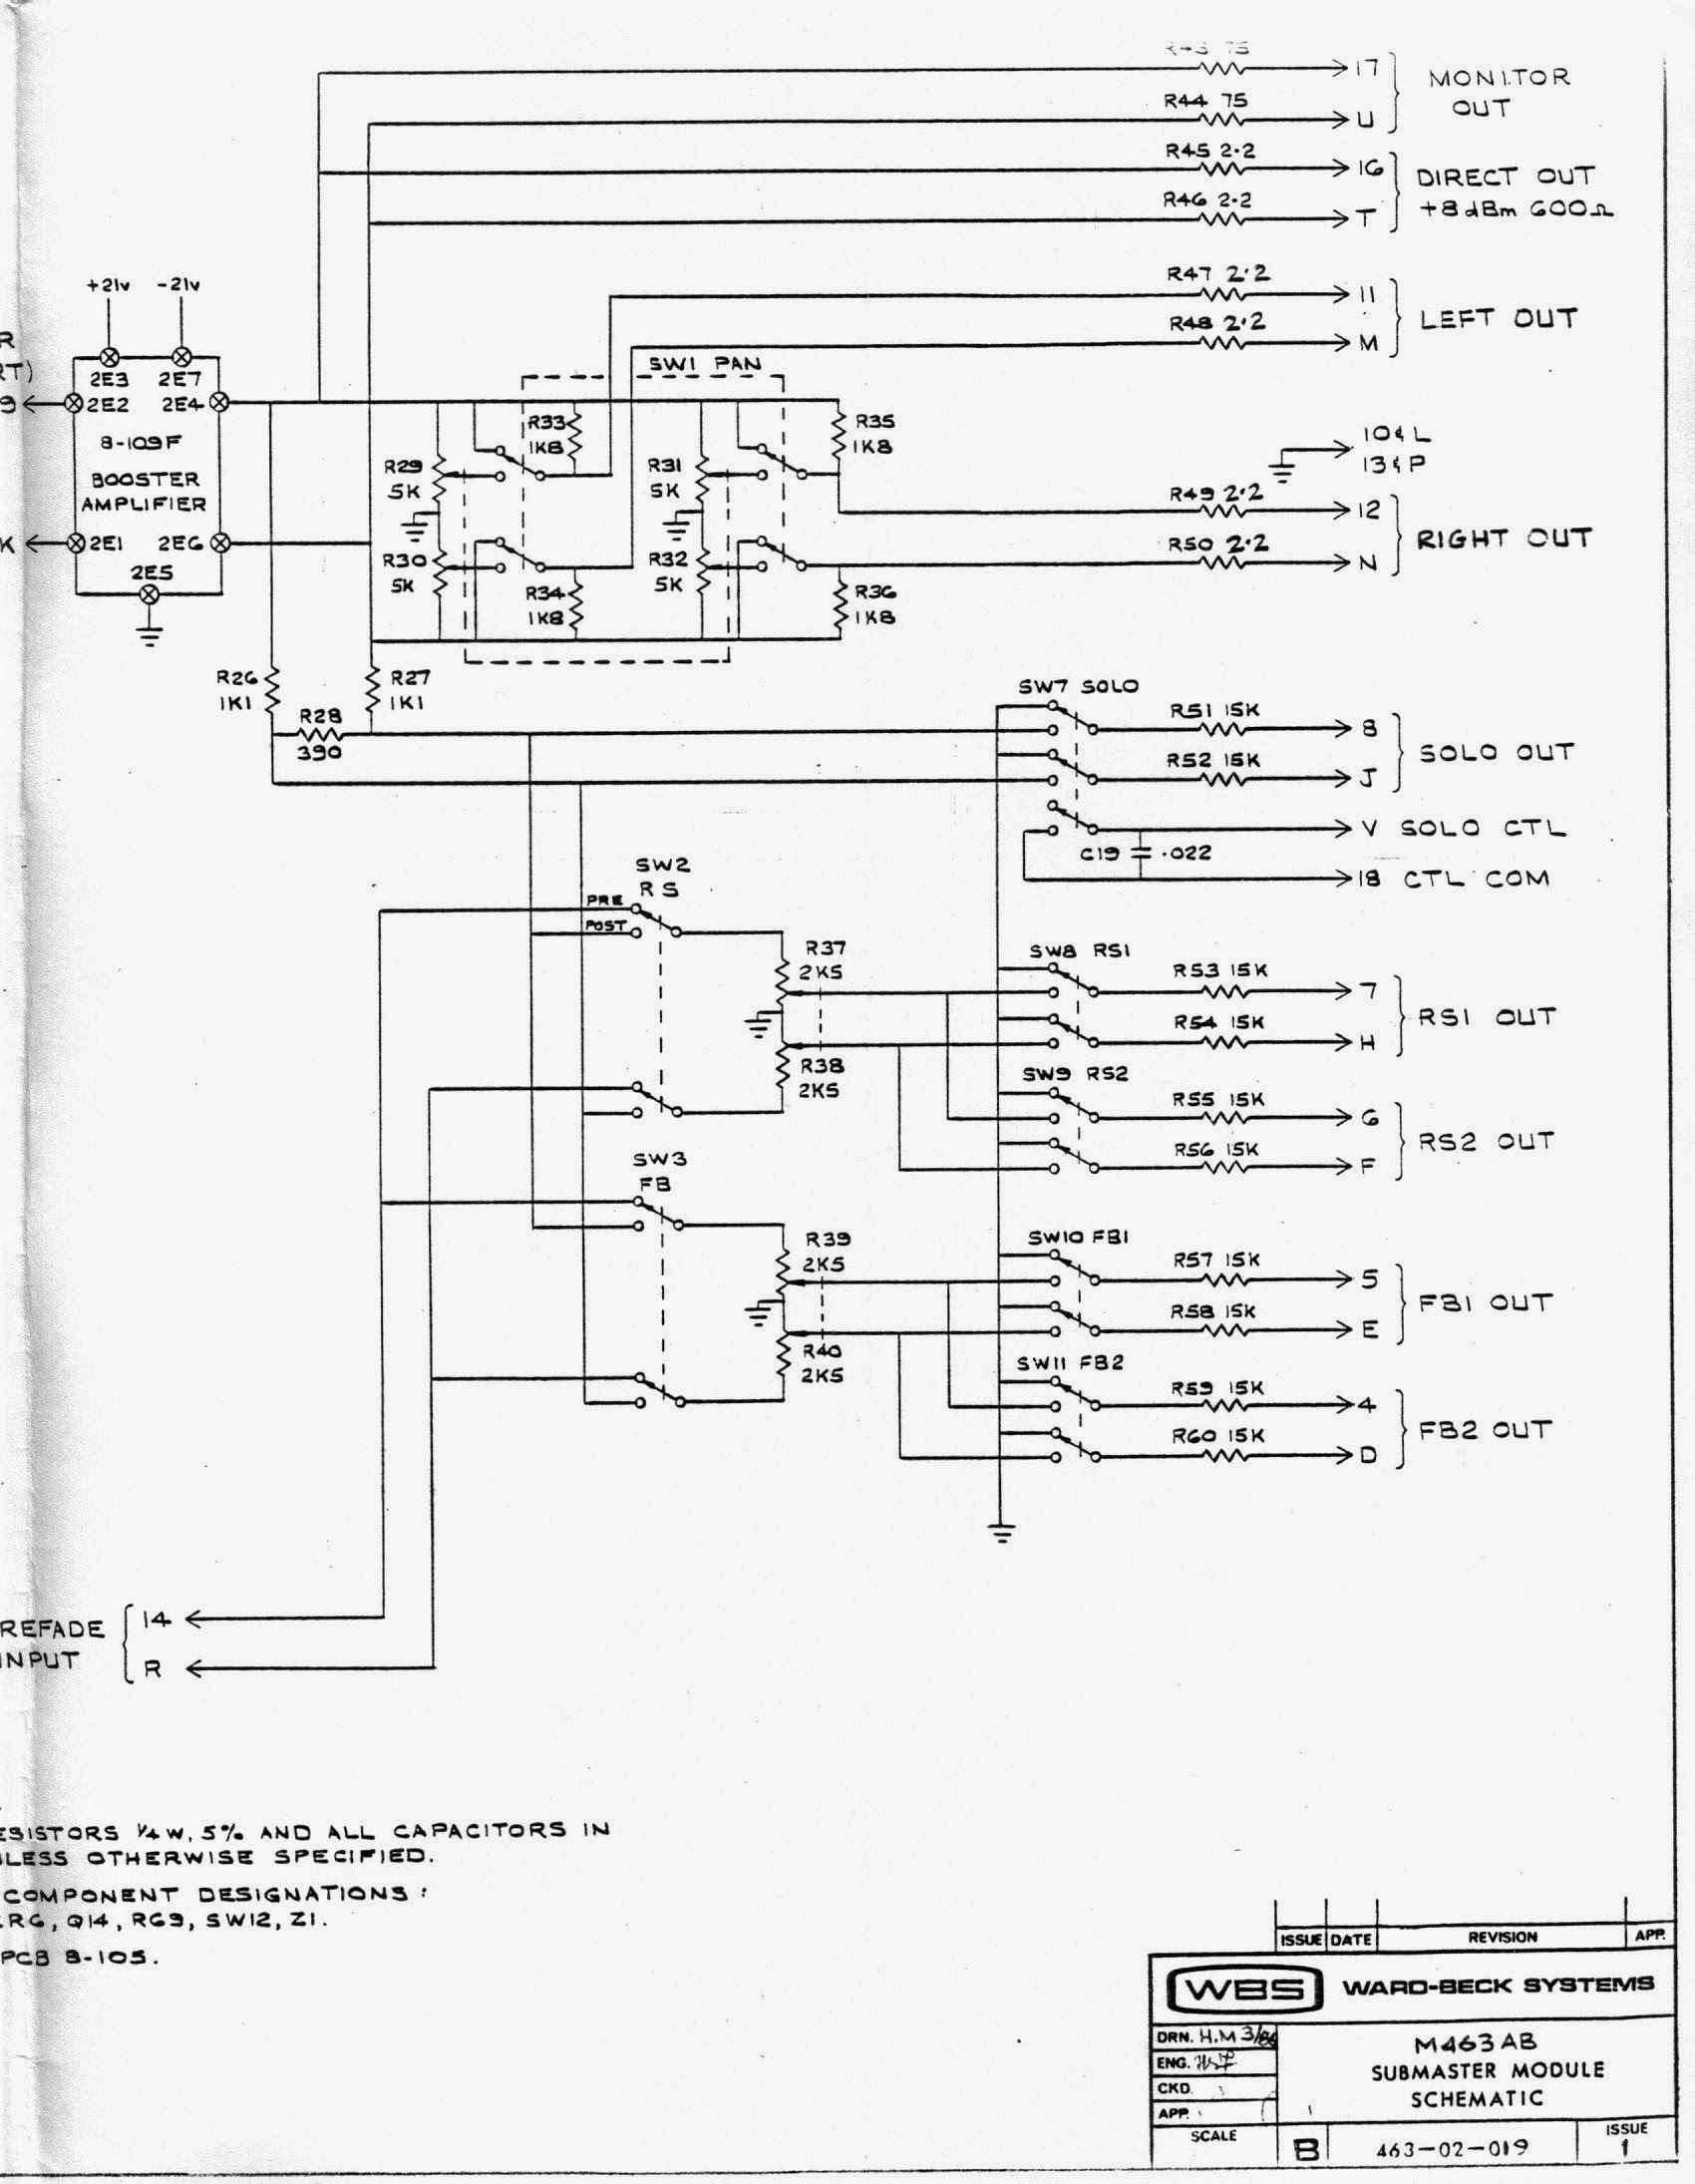 R43 75
17
MONITOR
OUT
R44 75
U
R45 2.2
16
DIRECT OUT
+8dBm 600Ω
R46 2.2
T
R47 2.2
11
LEFT OUT
R48 2.2
M
+21v -21v
R
RT)
9
2E3 2E7
2E2 2E4
8-109F
BOOSTER
AMPLIFIER
K
2E1 2E6
2E5
SW1 PAN
R33
1K8
R35
1K8
R29
5K
R31
5K
R30
5K
R32
5K
R34
1K8
R36
1K8
10&L
13&P
R49 2.2
12
RIGHT OUT
R50 2.2
N
R26
1K1
R27
1K1
R28
390
SW7 SOLO
R51 15K
8
SOLO OUT
R52 15K
J
V SOLO CTL
C19 .022
18 CTL COM
SW2
RS
PRE
POST
R37
2K5
R38
2K5
SW8 RS1
R53 15K
7
RS1 OUT
R54 15K
H
SW9 RS2
R55 15K
6
RS2 OUT
R56 15K
F
SW3
FB
R39
2K5
R40
2K5
SW10 FB1
R57 15K
5
FB1 OUT
R58 15K
E
SW11 FB2
R59 15K
4
FB2 OUT
R60 15K
D
REFADE
INPUT
14
R
ESISTORS 1/4 W, 5% AND ALL CAPACITORS IN
LESS OTHERWISE SPECIFIED.
COMPONENT DESIGNATIONS:
CR6, Q14, R69, SW12, Z1.
PCB 8-105.
ISSUE DATE REVISION APP.
WBS WARD-BECK SYSTEMS
DRN. H.M 3/86
ENG.
CKD.
APP.
M463AB
SUBMASTER MODULE
SCHEMATIC
SCALE
B
463-02-019
ISSUE
1